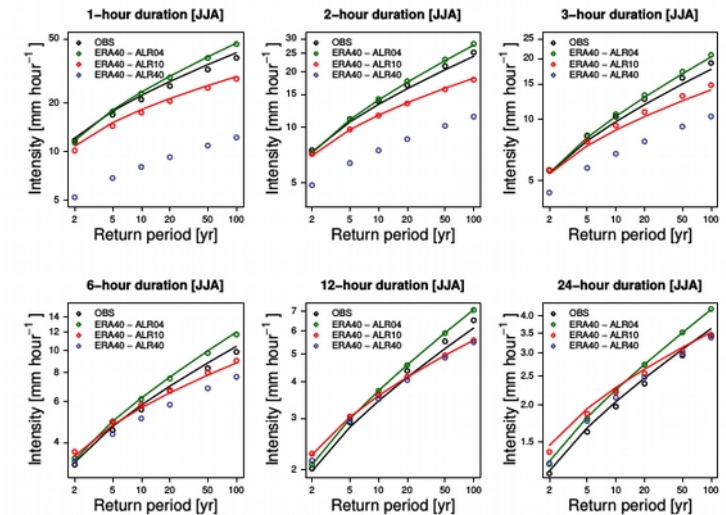 1−hour duration [JJA]
Intensity [mm hour−1 ]
50
20
10
5
OBS
ERA40 − ALR04
ERA40 − ALR10
ERA40 − ALR40
2 5 10 20 50 100
Return period [yr]
2−hour duration [JJA]
Intensity [mm hour−1 ]
30
25
20
15
10
5
OBS
ERA40 − ALR04
ERA40 − ALR10
ERA40 − ALR40
2 5 10 20 50 100
Return period [yr]
3−hour duration [JJA]
Intensity [mm hour−1 ]
25
20
15
10
5
OBS
ERA40 − ALR04
ERA40 − ALR10
ERA40 − ALR40
2 5 10 20 50 100
Return period [yr]
6−hour duration [JJA]
Intensity [mm hour−1 ]
14
12
10
8
6
4
OBS
ERA40 − ALR04
ERA40 − ALR10
ERA40 − ALR40
2 5 10 20 50 100
Return period [yr]
12−hour duration [JJA]
Intensity [mm hour−1 ]
7
6
5
4
3
2
OBS
ERA40 − ALR04
ERA40 − ALR10
ERA40 − ALR40
2 5 10 20 50 100
Return period [yr]
24−hour duration [JJA]
Intensity [mm hour−1 ]
4.0
3.5
3.0
2.5
2.0
1.5
OBS
ERA40 − ALR04
ERA40 − ALR10
ERA40 − ALR40
2 5 10 20 50 100
Return period [yr]